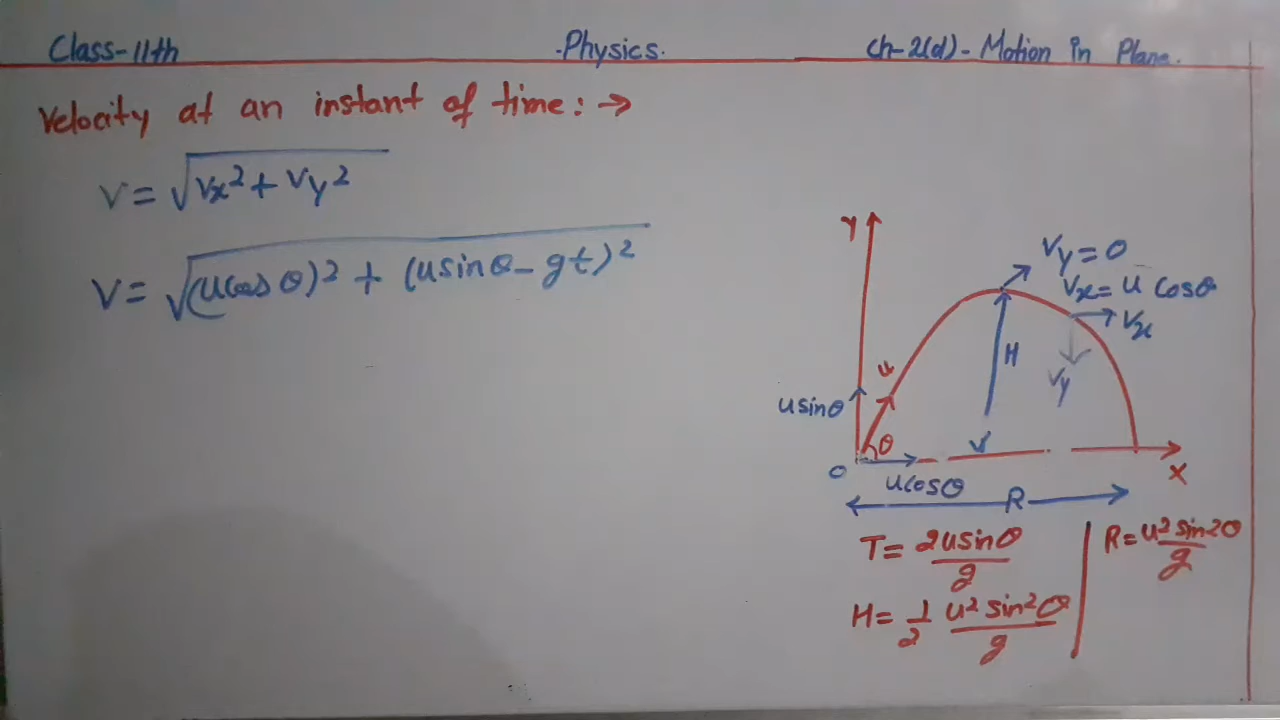 Class-11th Physics. Ch-2(d)- Motion in Plane.
Velocity at an instant of time:→
V = √(Vx² + Vy²)
V = √((ucosθ)² + (usinθ - gt)²)
Y
Vy = 0
Vx = u cosθ
Vx
H
Vy
u
usinθ
θ
O
X
ucosθ
R
T = 2usinθ/g
R = u² sin2θ/g
H = 1/2 u² sin²θ/g